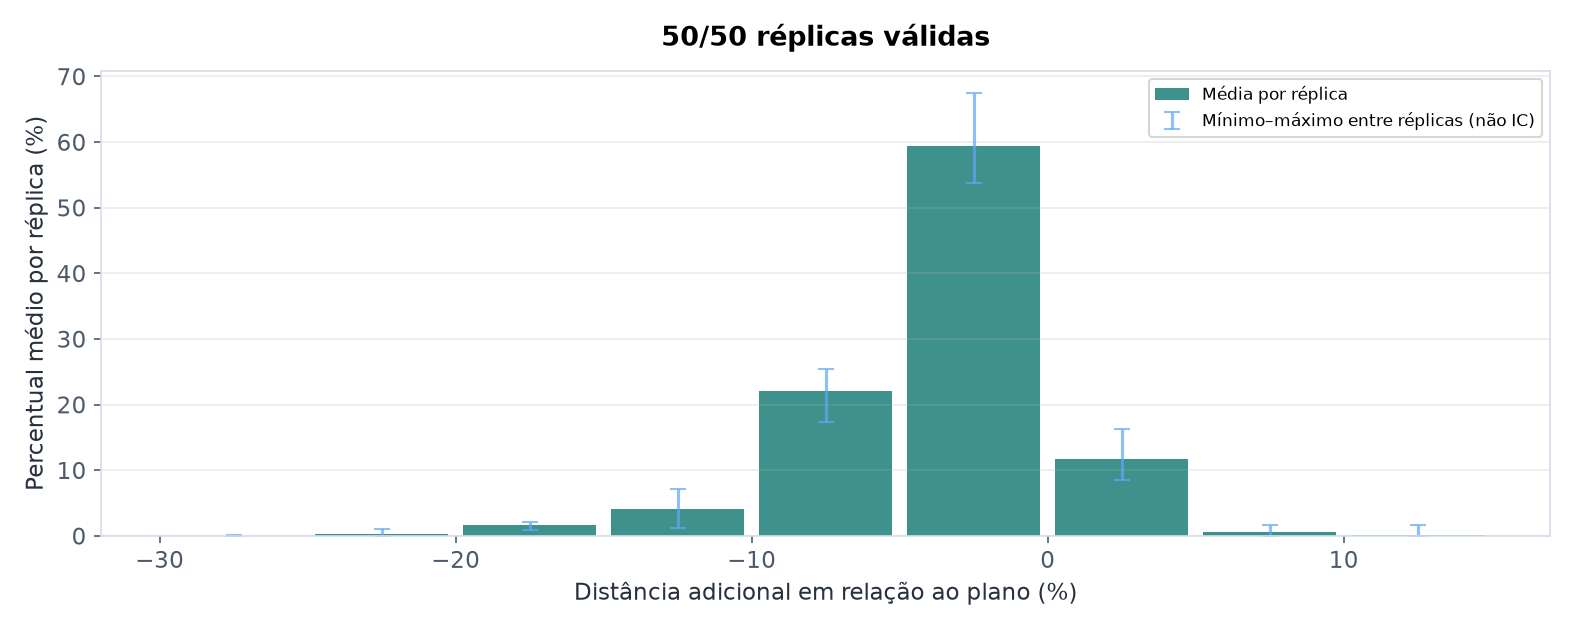 50/50 réplicas válidas
Percentual médio por réplica (%)
70
60
50
40
30
20
10
0
Média por réplica
Mínimo–máximo entre réplicas (não IC)
−30
−20
−10
0
10
Distância adicional em relação ao plano (%)